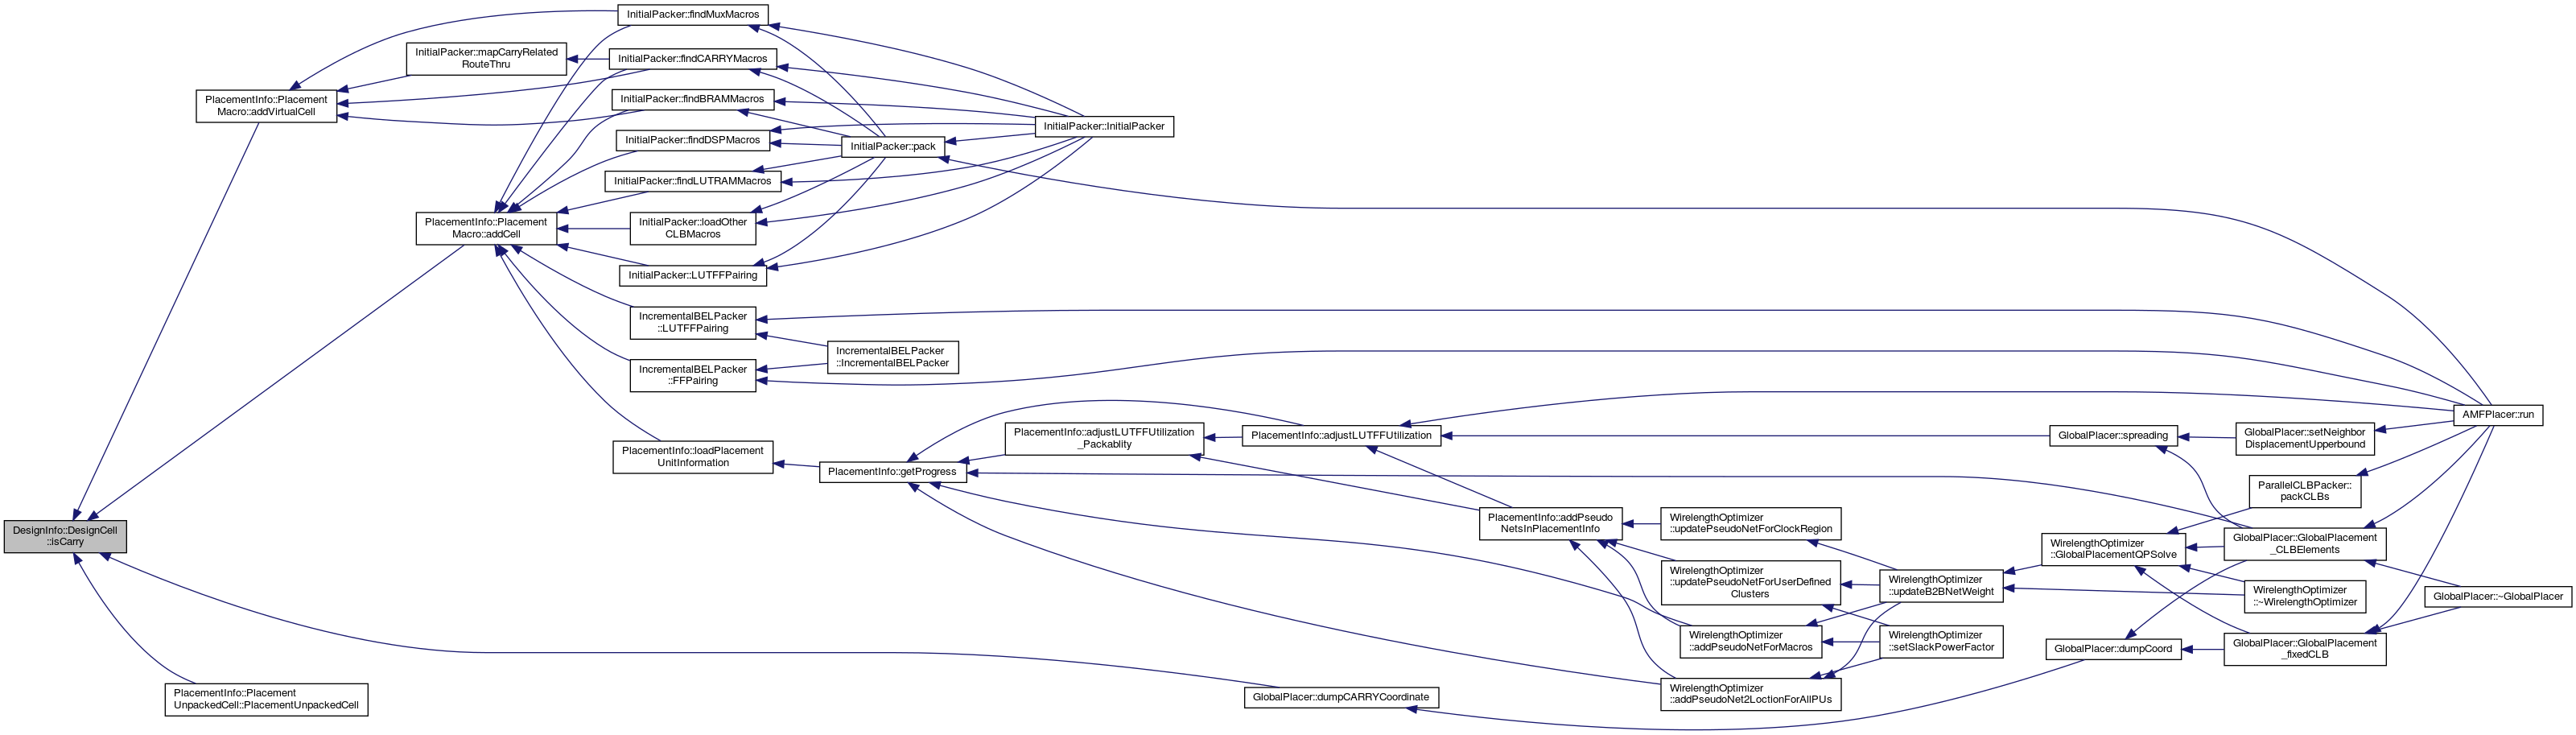 DesignInfo::DesignCell
::isCarry
PlacementInfo::Placement
Macro::addVirtualCell
PlacementInfo::Placement
UnpackedCell::PlacementUnpackedCell
InitialPacker::mapCarryRelated
RouteThru
PlacementInfo::Placement
Macro::addCell
InitialPacker::findMuxMacros
InitialPacker::findCARRYMacros
InitialPacker::findBRAMMacros
InitialPacker::findDSPMacros
InitialPacker::findLUTRAMMacros
InitialPacker::loadOther
CLBMacros
InitialPacker::LUTFFPairing
IncrementalBELPacker
::LUTFFPairing
IncrementalBELPacker
::FFPairing
PlacementInfo::loadPlacement
UnitInformation
InitialPacker::pack
IncrementalBELPacker
::IncrementalBELPacker
PlacementInfo::getProgress
InitialPacker::InitialPacker
PlacementInfo::adjustLUTFFUtilization
_Packablity
PlacementInfo::adjustLUTFFUtilization
GlobalPlacer::dumpCARRYCoordinate
PlacementInfo::addPseudo
NetsInPlacementInfo
WirelengthOptimizer
::updatePseudoNetForClockRegion
WirelengthOptimizer
::updatePseudoNetForUserDefined
Clusters
WirelengthOptimizer
::addPseudoNetForMacros
WirelengthOptimizer
::addPseudoNet2LoctionForAllPUs
WirelengthOptimizer
::updateB2BNetWeight
WirelengthOptimizer
::setSlackPowerFactor
GlobalPlacer::spreading
WirelengthOptimizer
::GlobalPlacementQPSolve
GlobalPlacer::dumpCoord
GlobalPlacer::setNeighbor
DisplacementUpperbound
ParallelCLBPacker::
packCLBs
GlobalPlacer::GlobalPlacement
_CLBElements
WirelengthOptimizer
::~WirelengthOptimizer
GlobalPlacer::GlobalPlacement
_fixedCLB
AMFPlacer::run
GlobalPlacer::~GlobalPlacer